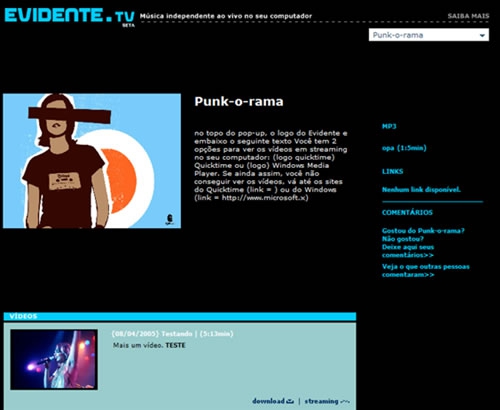 EVIDENTE.TV
BETA
Música independente ao vivo no seu computador
SAIBA MAIS
Punk-o-rama
Punk-o-rama
no topo do pop-up, o logo do Evidente e
embaixo o seguinte texto Você tem 2
opções para ver os vídeos em streaming
no seu computador: (logo quicktime)
Quicktime ou (logo) Windows Media
Player. Se ainda assim, você não
conseguir ver os vídeos, vá até os sites
do Quicktime (link = ) ou do Windows
(link = http://www.microsoft.x)
MP3
opa (1:5min)
LINKS
Nenhum link disponível.
COMENTÁRIOS
Gostou do Punk-o-rama?
Não gostou?
Deixe aqui seus
comentários>>
Veja o que outras pessoas
comentaram>>
VÍDEOS
(08/04/2005) Testando | (5:13min)
Mais um vídeo. TESTE
download | streaming